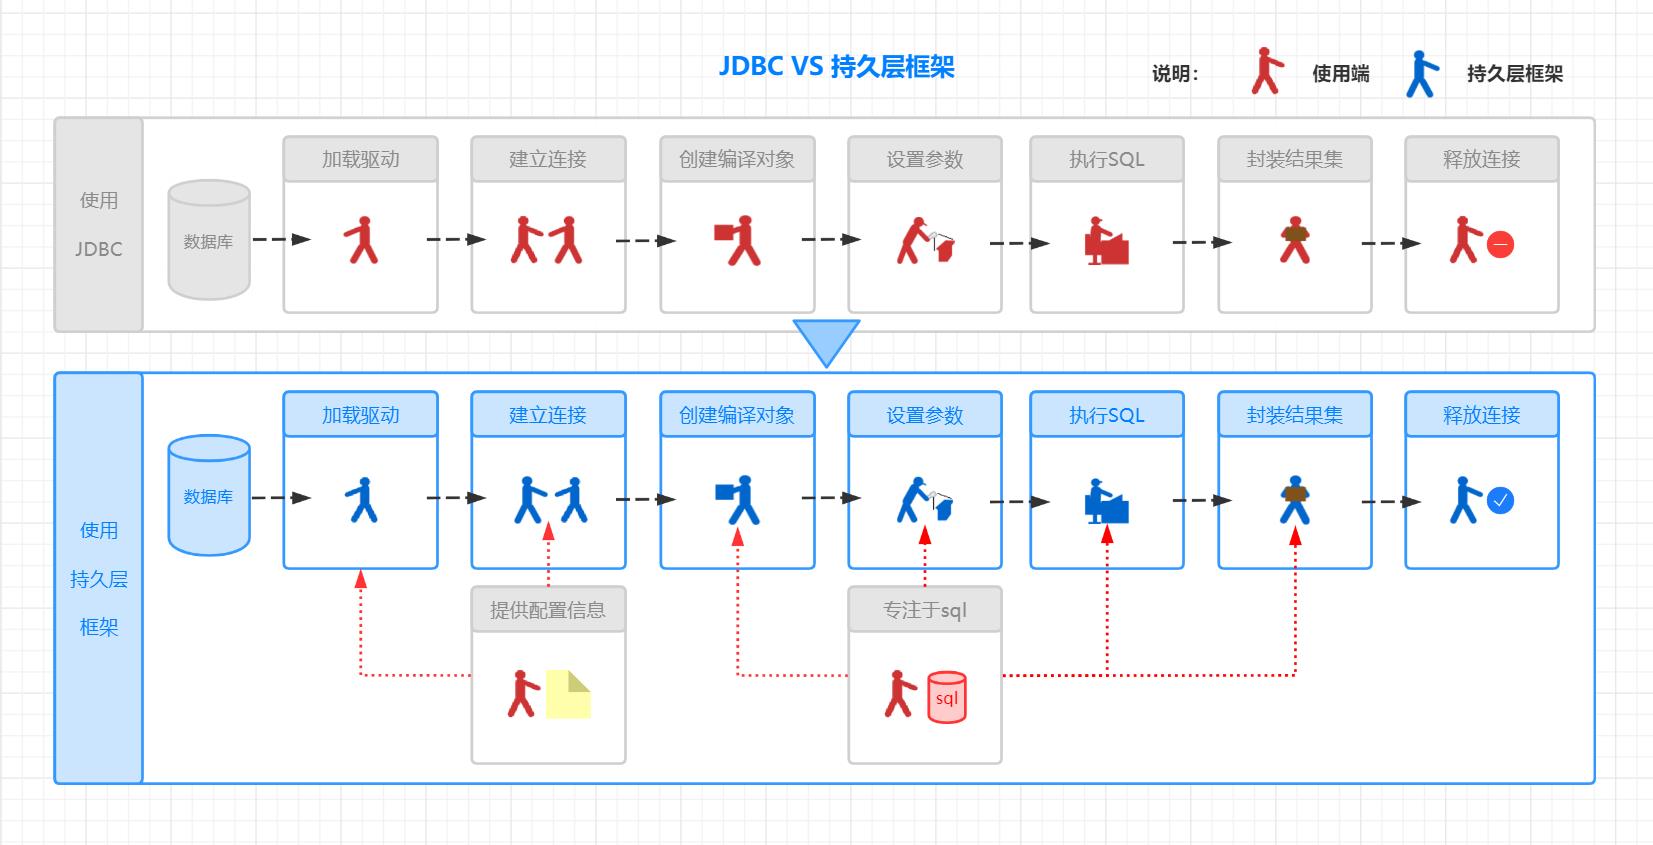 JDBC VS 持久层框架
说明：
使用端
持久层框架
使用
JDBC
数据库
加载驱动
建立连接
创建编译对象
设置参数
执行SQL
封装结果集
释放连接
使用
持久层
框架
数据库
加载驱动
建立连接
创建编译对象
设置参数
执行SQL
封装结果集
释放连接
提供配置信息
专注于sql
sql